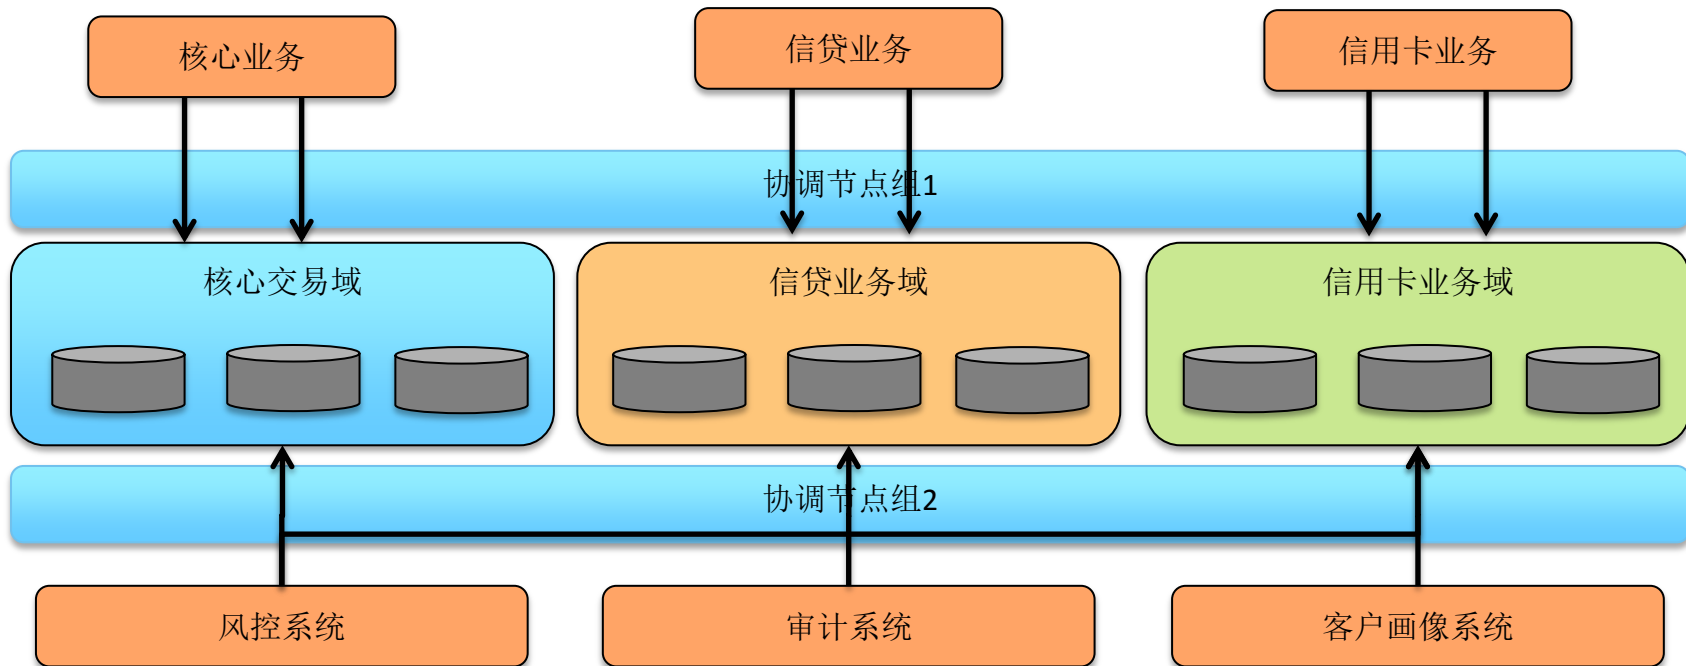 核心业务
信贷业务
信用卡业务
协调节点组1
核心交易域
信贷业务域
信用卡业务域
协调节点组2
风控系统
审计系统
客户画像系统